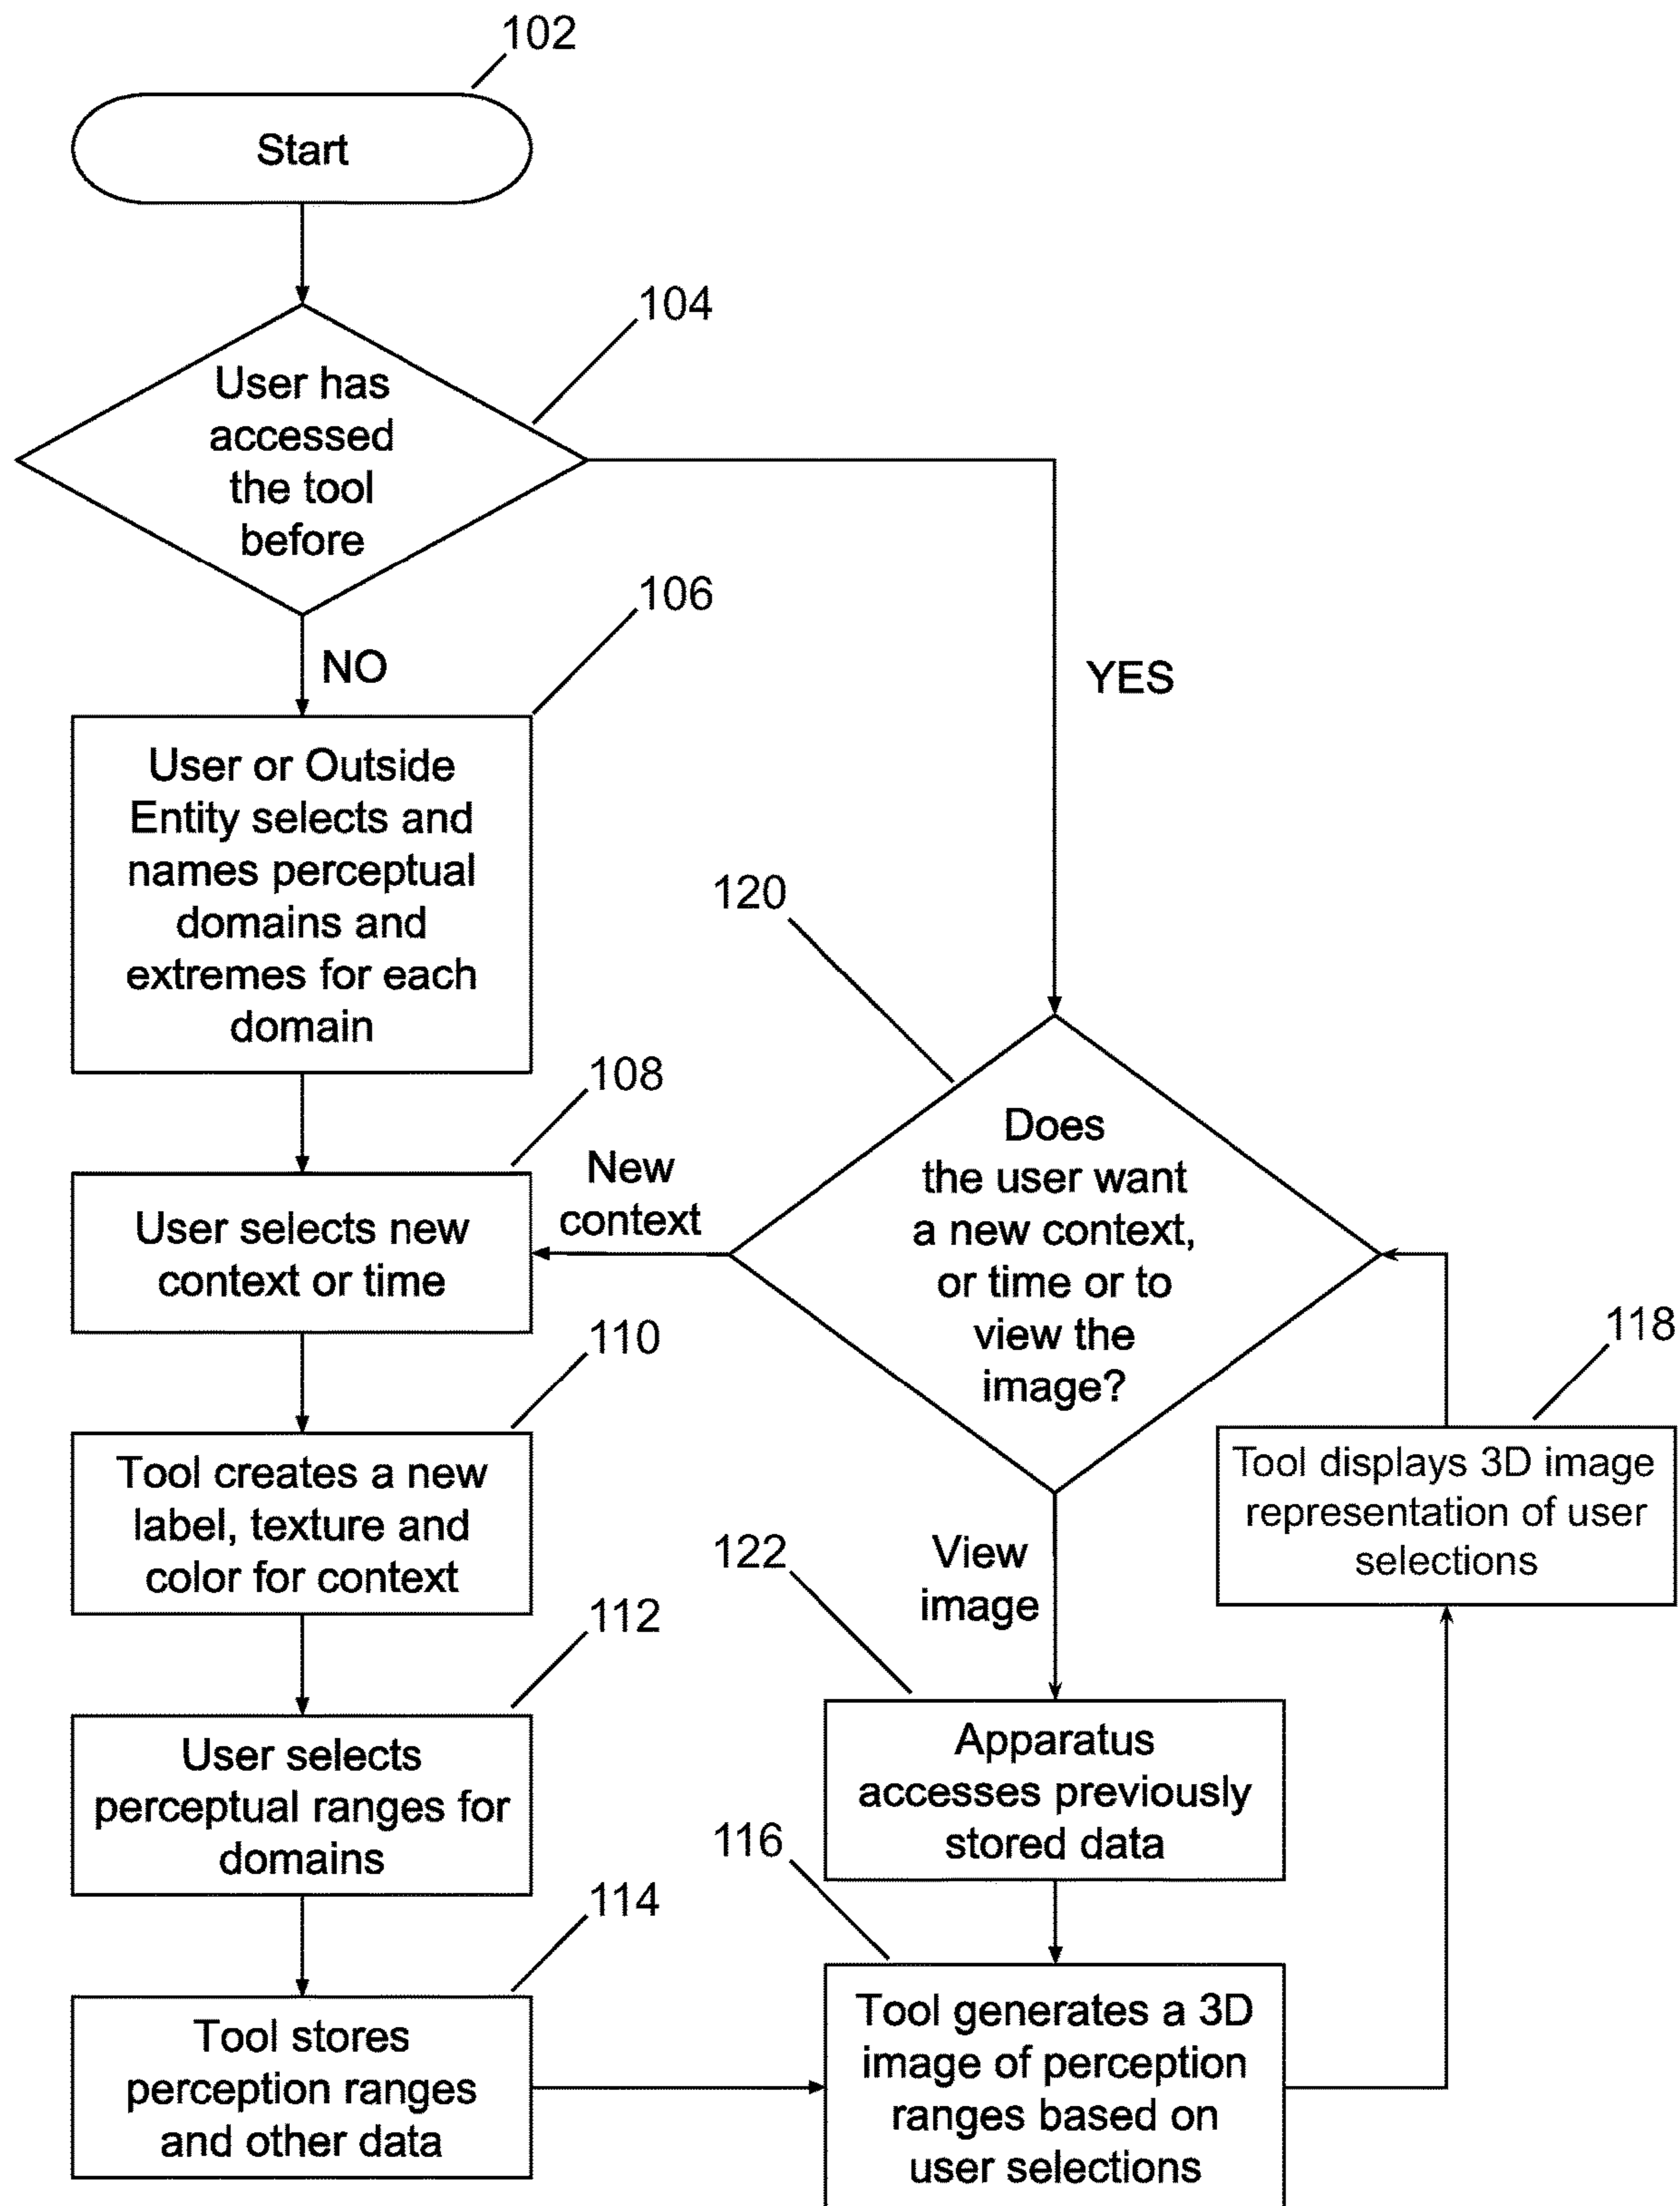 102
Start
104
User has
accessed
the tool
before
NO
YES
106
User or Outside
Entity selects and
names perceptual
domains and
extremes for each
domain
108
User selects new
context or time
New
context
110
Tool creates a new
label, texture and
color for context
112
User selects
perceptual ranges for
domains
114
Tool stores
perception ranges
and other data
120
Does
the user want
a new context,
or time or to
view the
image?
View
image
122
Apparatus
accesses previously
stored data
116
Tool generates a 3D
image of perception
ranges based on
user selections
118
Tool displays 3D image
representation of user
selections